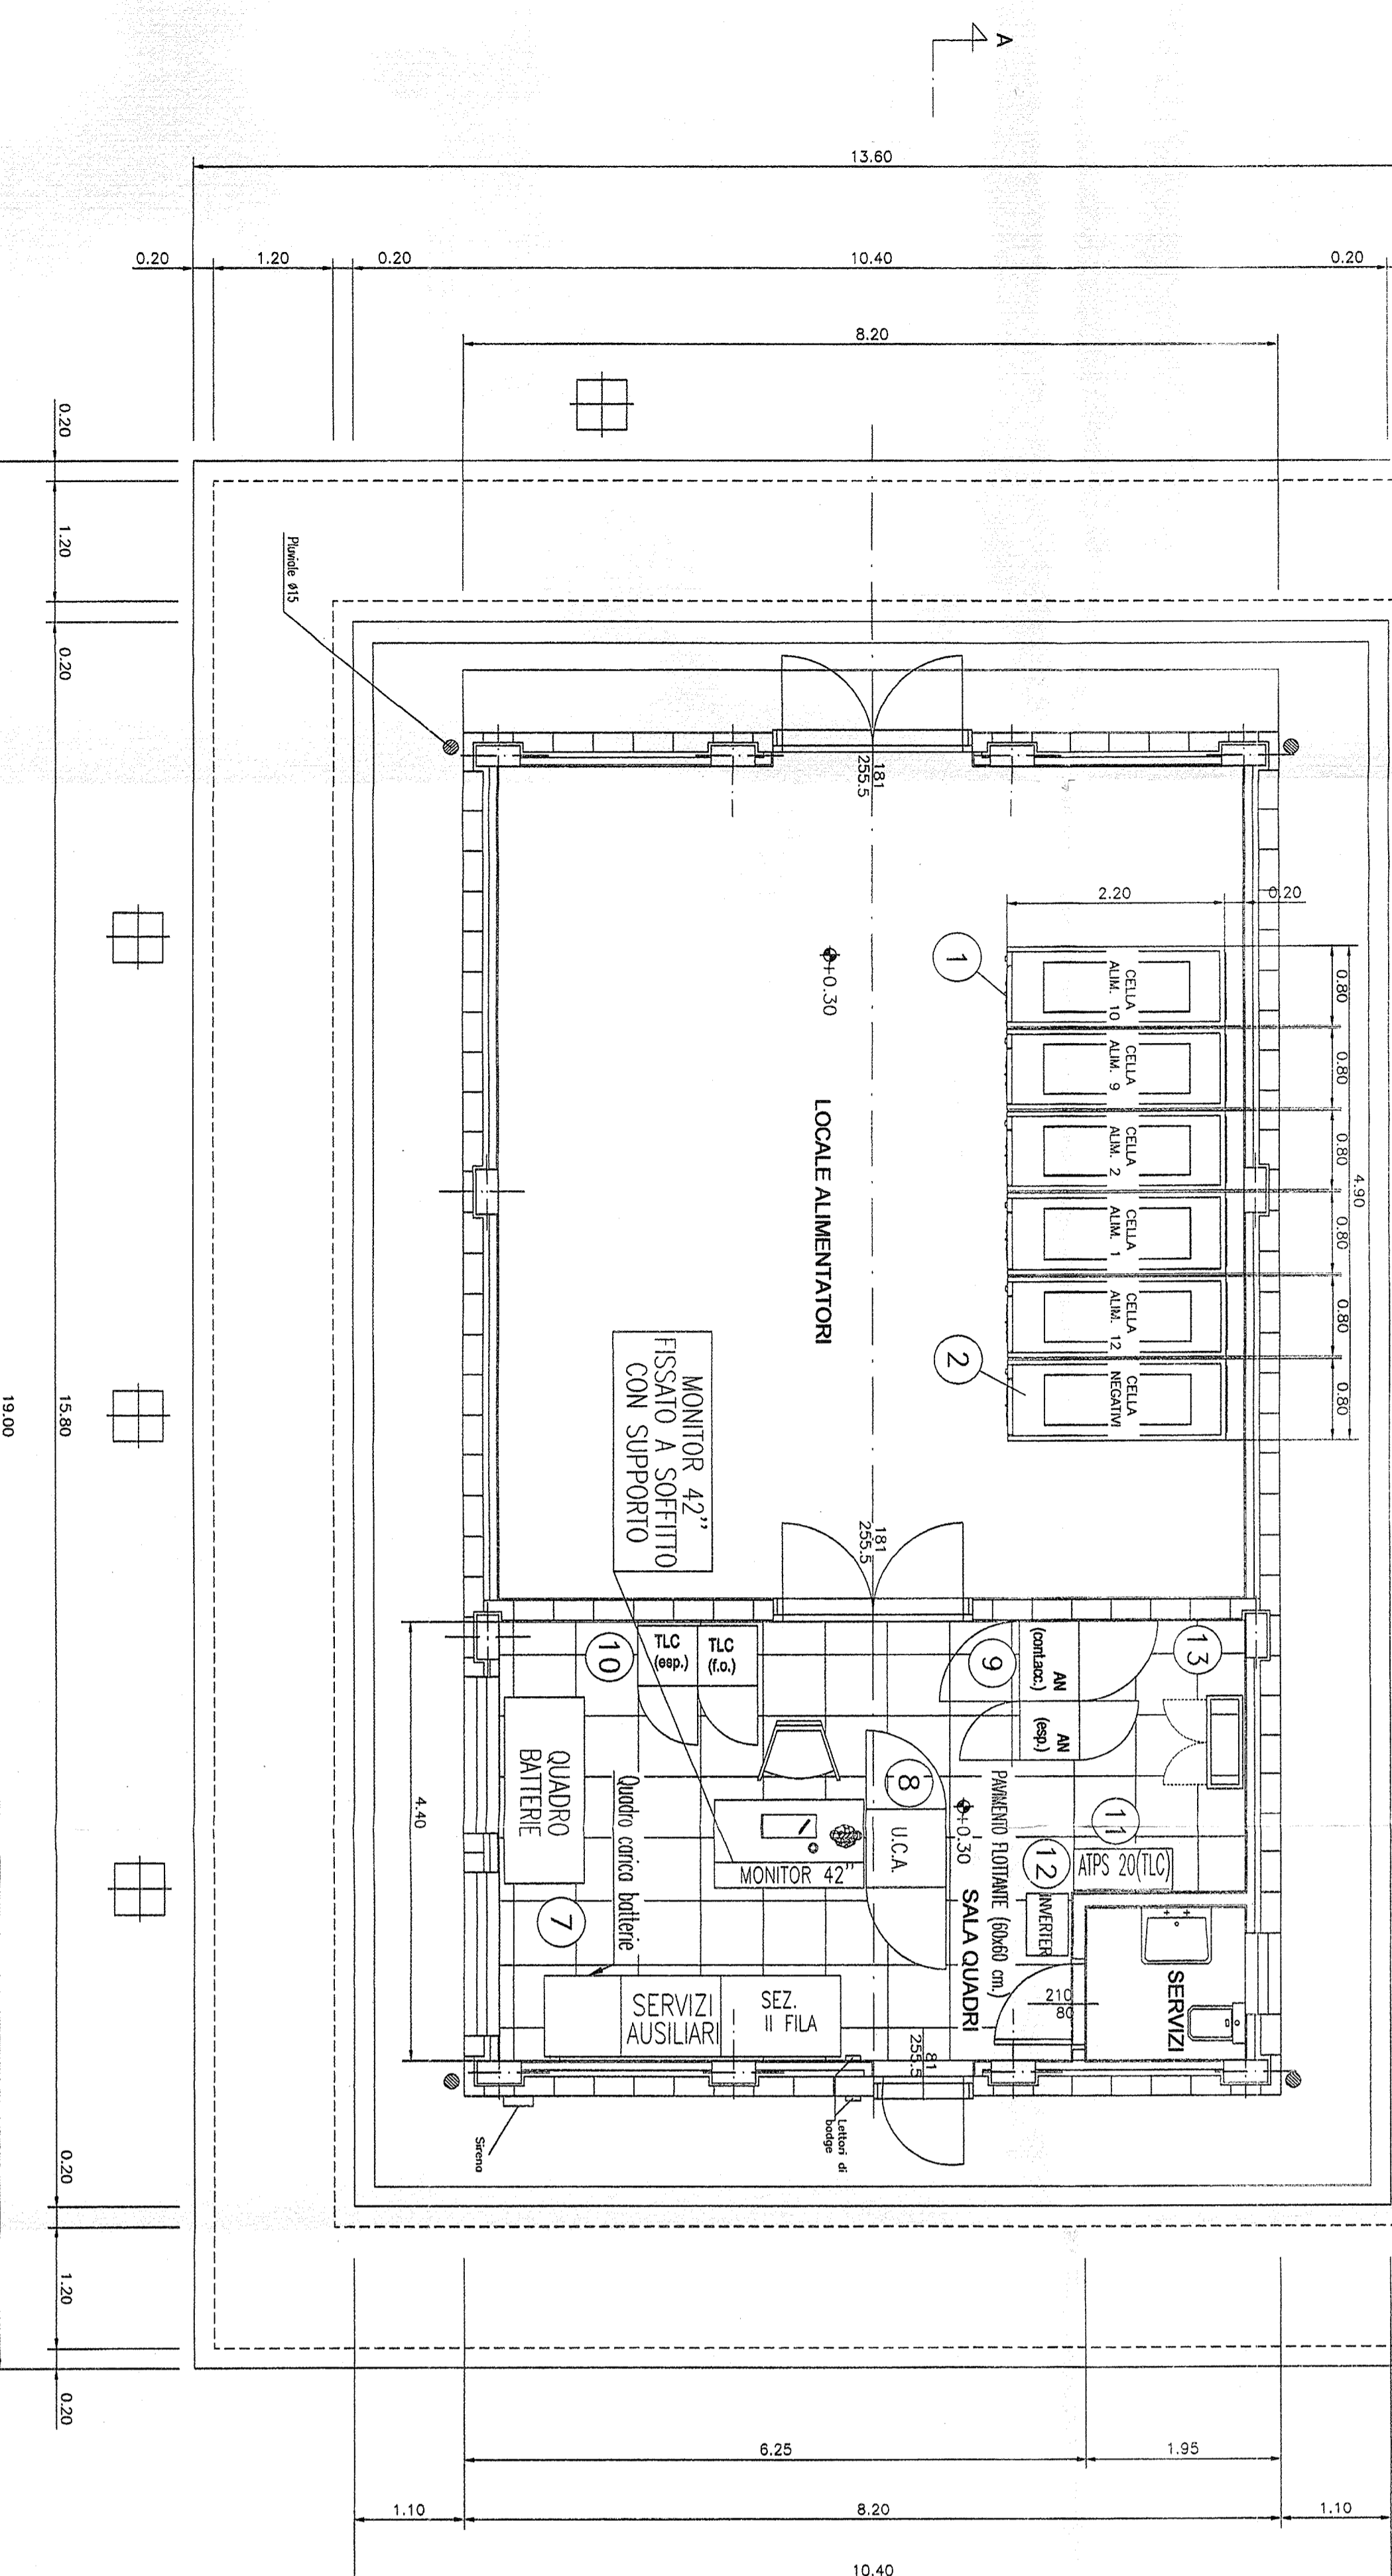 A
13.60
0.20
1.20
0.20
10.40
0.20
8.20
0.20
1.20
0.20
15.80
19.00
0.20
1.20
0.20
Pluviale ø15
181
255.5
2.20
0.20
0.80
0.80
0.80
0.80
0.80
0.80
4.90
1
CELLA
ALIM. 10
CELLA
ALIM. 9
CELLA
ALIM. 2
CELLA
ALIM. 1
CELLA
ALIM. 12
CELLA
NEGATIVI
2
+0.30
LOCALE ALIMENTATORI
MONITOR 42”
FISSATO A SOFFITTO
CON SUPPORTO
181
255.5
10
TLC
(esp.)
TLC
(f.o.)
9
AN
(cont.acc.)
AN
(esp.)
13
QUADRO
BATTERIE
Quadro carica batterie
7
8
U.C.A.
MONITOR 42”
+0.30
PAVIMENTO FLOTTANTE (60x60 cm.)
SALA QUADRI
11
ATPS 20(TLC)
12
INVERTER
SERVIZI
210
80
4.40
SERVIZI
AUSILIARI
SEZ.
II FILA
81
255.5
Sirena
Lettori di
badge
6.25
1.95
1.10
8.20
1.10
10.40